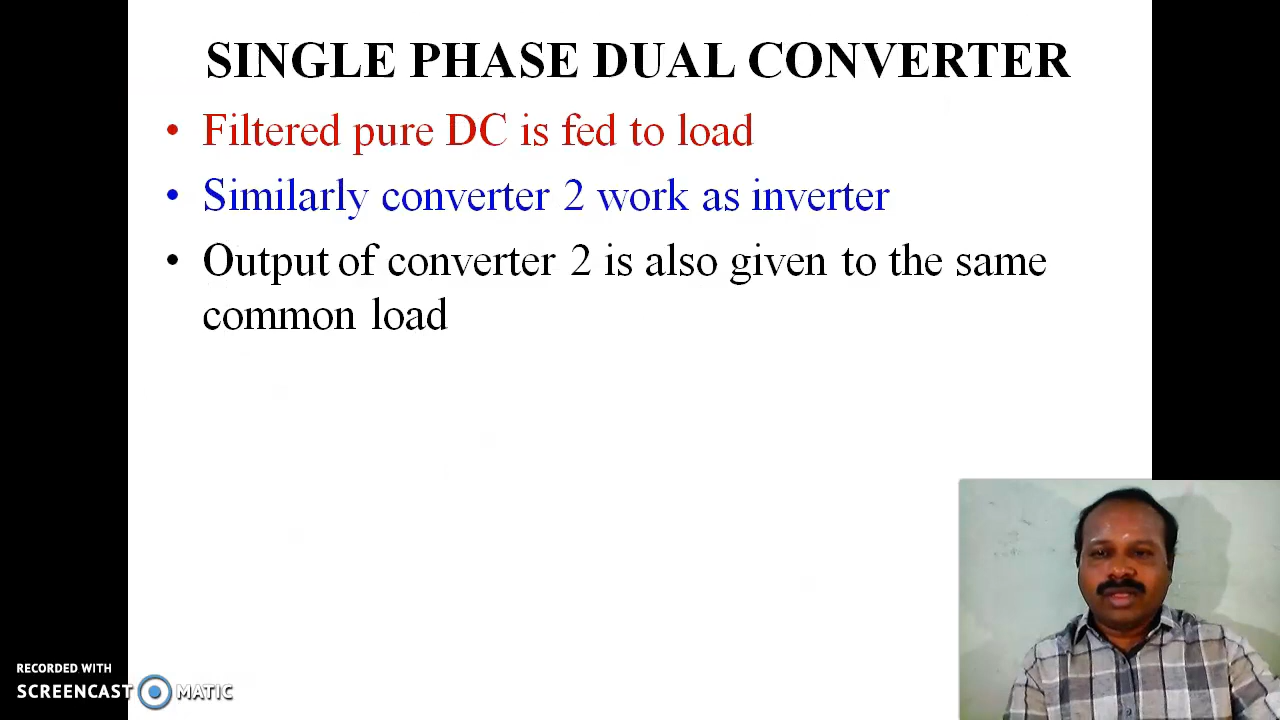 SINGLE PHASE DUAL CONVERTER
• Filtered pure DC is fed to load
• Similarly converter 2 work as inverter
• Output of converter 2 is also given to the same
common load
RECORDED WITH
SCREENCAST MATIC